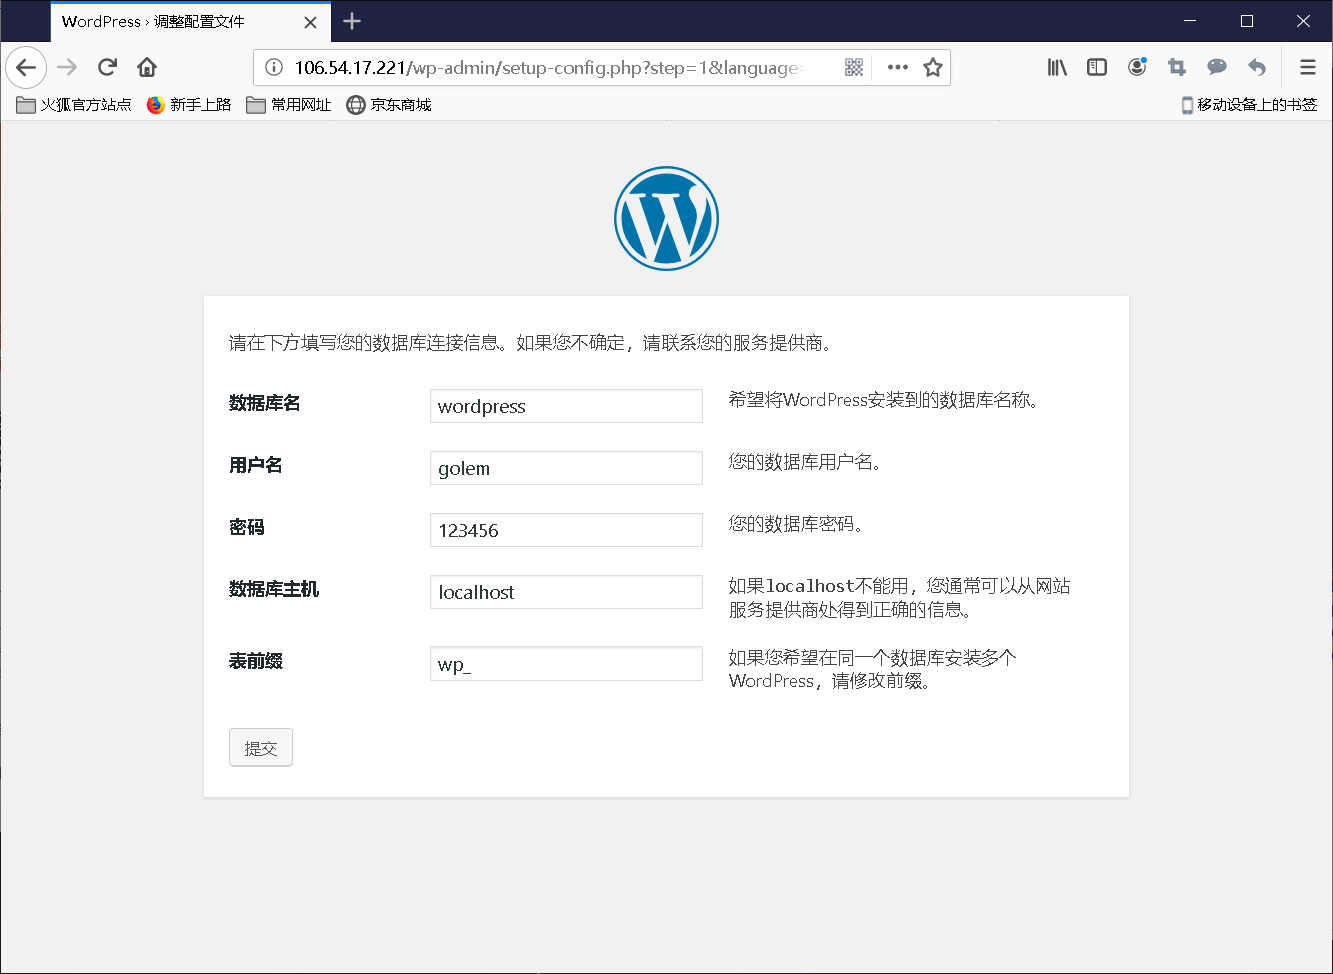 WordPress › 调整配置文件
106.54.17.221/wp-admin/setup-config.php?step=1&language=
火狐官方站点 新手上路 常用网址 京东商城 移动设备上的书签
请在下方填写您的数据库连接信息。如果您不确定，请联系您的服务提供商。
数据库名 wordpress 希望将WordPress安装到的数据库名称。
用户名 golem 您的数据库用户名。
密码 123456 您的数据库密码。
数据库主机 localhost 如果localhost不能用，您通常可以从网站
服务提供商处得到正确的信息。
表前缀 wp_ 如果您希望在同一个数据库安装多个
WordPress，请修改前缀。
提交